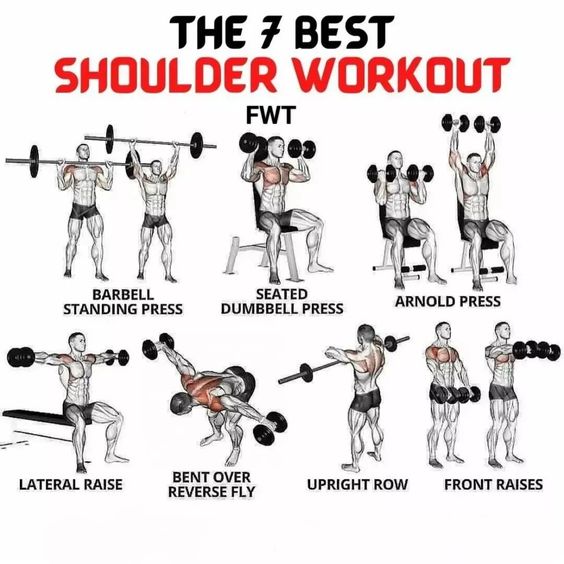 THE 7 BEST
SHOULDER WORKOUT
FWT
BARBELL
STANDING PRESS
SEATED
DUMBBELL PRESS
ARNOLD PRESS
LATERAL RAISE
BENT OVER
REVERSE FLY
UPRIGHT ROW
FRONT RAISES